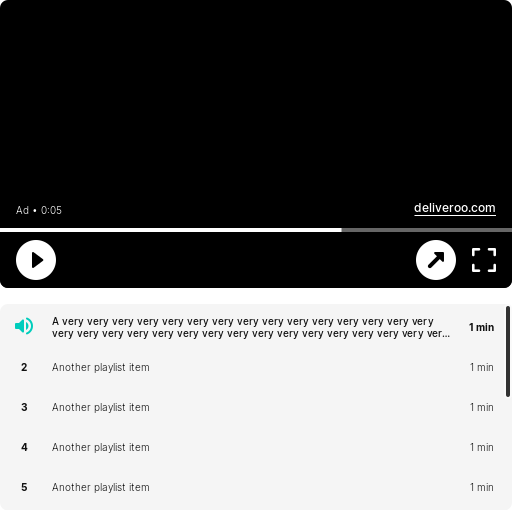 Ad • 0:05
deliveroo.com
A very very very very very very very very very very very very very very very
very very very very very very very very very very very very very very very ver...
1 min
2 Another playlist item 1 min
3 Another playlist item 1 min
4 Another playlist item 1 min
5 Another playlist item 1 min